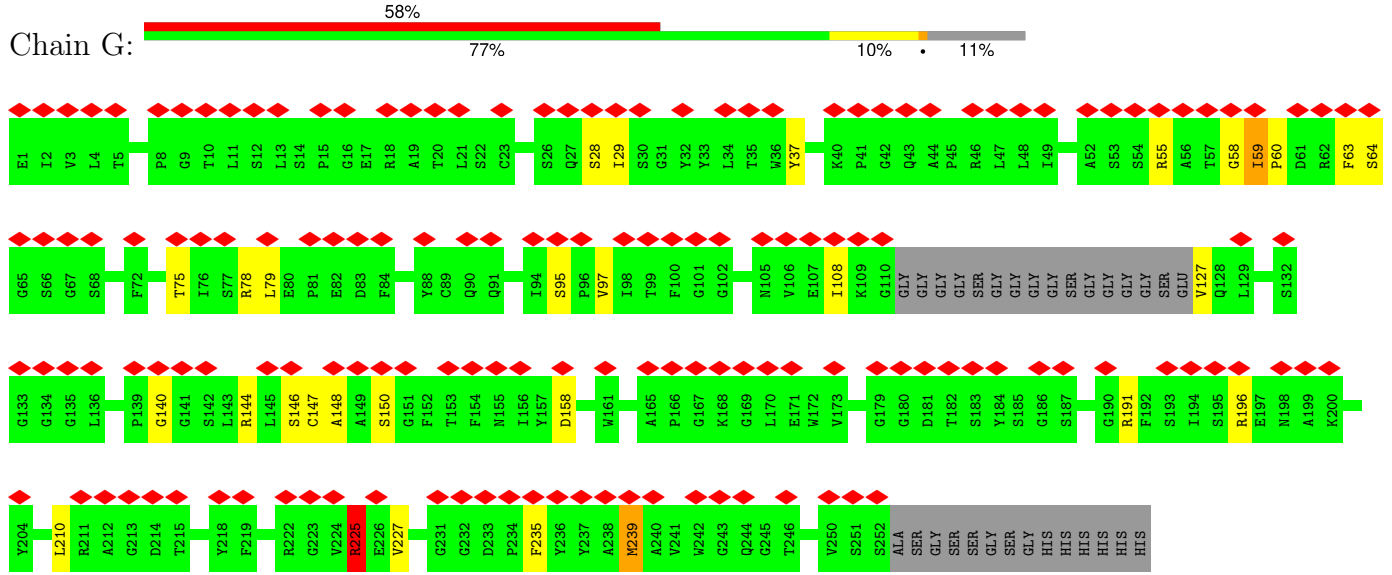 58%
Chain G:
77% 10% • 11%
E1 I2 V3 L4 T5 P8 G9 T10 L11 S12 L13 S14 P15 G16 E17 R18 A19 T20 L21 S22 C23 S26 Q27 S28 I29 S30 G31 Y32 Y33 L34 T35 W36 Y37 K40 P41 G42 Q43 A44 P45 R46 L47 L48 I49 A52 S53 S54 R55 A56 T57 G58 I59 P60 D61 R62 F63 S64
G65 S66 G67 S68 F72 T75 I76 S77 R78 L79 E80 P81 E82 D83 F84 Y88 C89 Q90 Q91 I94 S95 P96 V97 I98 T99 F100 G101 G102 N105 V106 E107 I108 K109 G110 GLY GLY GLY SER GLY GLY GLY SER GLY GLY GLY GLY SER GLU V127 Q128 L129 S132
G133 G134 G135 L136 P139 G140 G141 S142 L143 R144 L145 S146 C147 A148 A149 S150 G151 F152 T153 F154 N155 I156 Y157 D158 W161 A165 P166 G167 K168 G169 L170 E171 W172 V173 G179 G180 D181 T182 S183 Y184 S185 G186 S187 G190 R191 F192 S193 I194 S195 R196 E197 N198 A199 K200
Y204 L210 R211 A212 G213 D214 T215 Y218 F219 R222 G223 V224 R225 E226 V227 G231 G232 D233 P234 F235 Y236 Y237 A238 M239 A240 V241 W242 G243 Q244 G245 T246 V250 S251 S252 ALA SER GLY SER SER GLY SER GLY HIS HIS HIS HIS HIS HIS